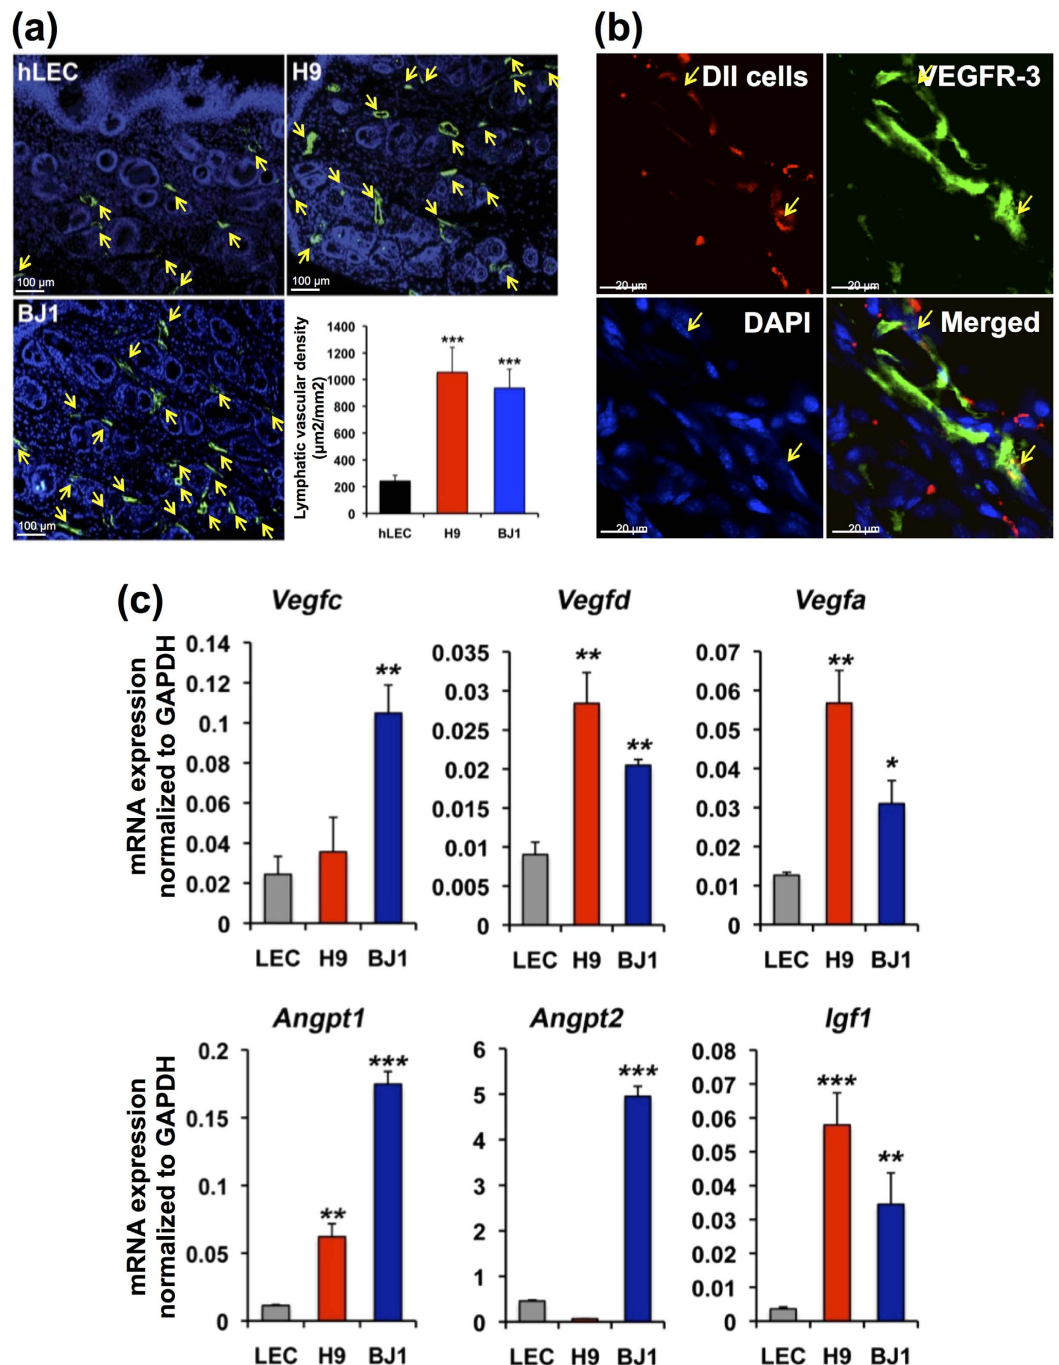 (a)
(b)
hLEC
H9
100 µm
100 µm
BJ1
100 µm
Lymphatic vascular density
(µm2/mm2)
1400
1200
1000
800
600
400
200
0
***
***
hLEC H9 BJ1
DII cells
VEGFR-3
20 µm
20 µm
DAPI
Merged
20 µm
20 µm
(c)
mRNA expression
normalized to GAPDH
Vegfc
0.14
0.12
0.1
0.08
0.06
0.04
0.02
0
**
LEC H9 BJ1
Vegfd
0.035
0.03
0.025
0.02
0.015
0.01
0.005
0
**
**
LEC H9 BJ1
Vegfa
0.07
0.06
0.05
0.04
0.03
0.02
0.01
0
**
*
LEC H9 BJ1
mRNA expression
normalized to GAPDH
Angpt1
0.2
0.15
0.1
0.05
0
**
***
LEC H9 BJ1
Angpt2
6
5
4
3
2
1
0
***
LEC H9 BJ1
Igf1
0.08
0.07
0.06
0.05
0.04
0.03
0.02
0.01
0
***
**
LEC H9 BJ1